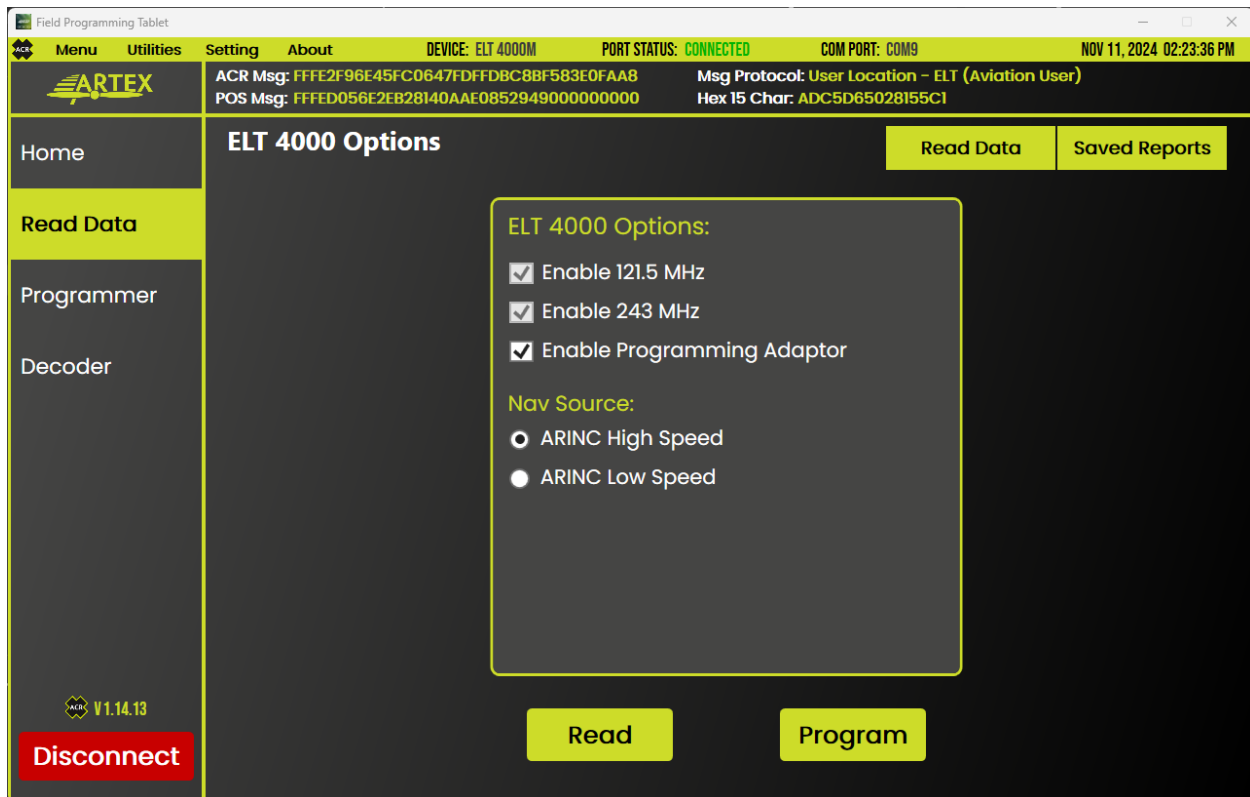 Field Programming Tablet
ACR Menu Utilities Setting About DEVICE: ELT 4000M PORT STATUS: CONNECTED COM PORT: COM9 NOV 11, 2024 02:23:36 PM
ARTEX
ACR Msg: FFFE2F96E45FC0647FDFFDBC8BF583E0FAA8 Msg Protocol: User Location - ELT (Aviation User)
POS Msg: FFFED056E2EB28140AAE0852949000000000 Hex 15 Char: ADC5D65028155C1
Home
Read Data
Programmer
Decoder
ELT 4000 Options
Read Data Saved Reports
ELT 4000 Options:
Enable 121.5 MHz
Enable 243 MHz
Enable Programming Adaptor
Nav Source:
ARINC High Speed
ARINC Low Speed
Read Program
ACR V 1.14.13
Disconnect